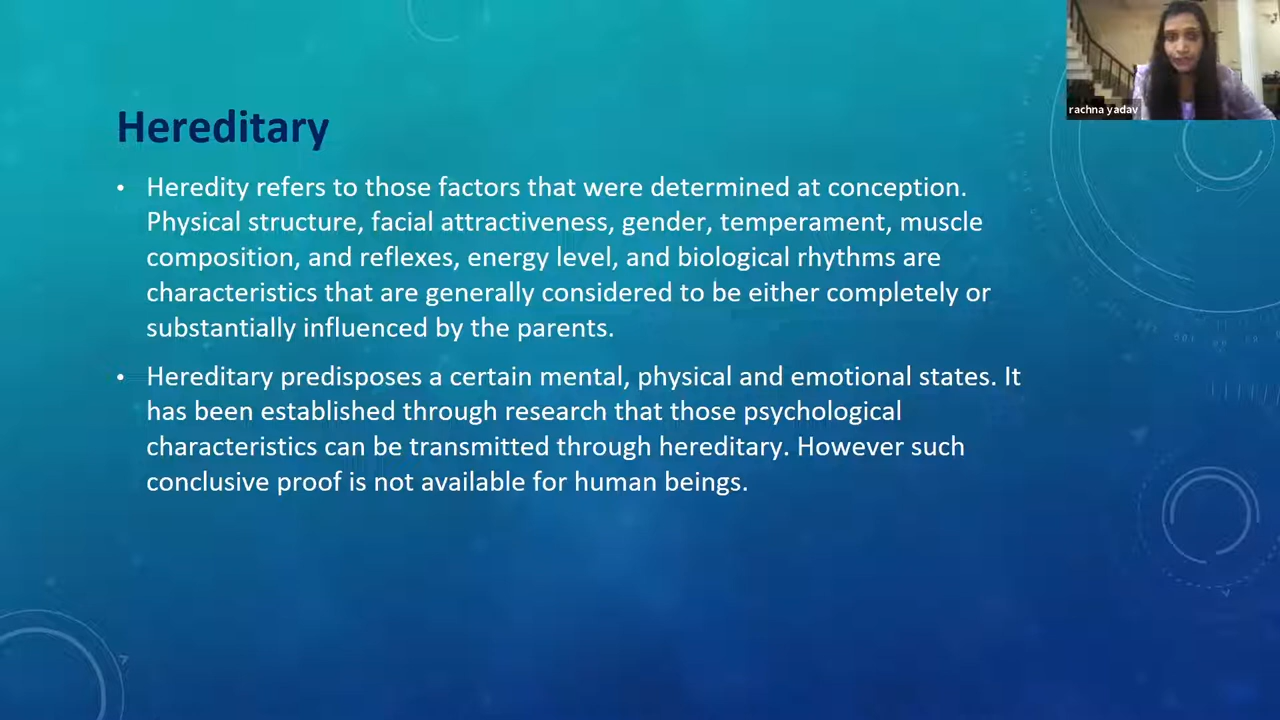 rachna yadav
Hereditary
• Heredity refers to those factors that were determined at conception.
Physical structure, facial attractiveness, gender, temperament, muscle
composition, and reflexes, energy level, and biological rhythms are
characteristics that are generally considered to be either completely or
substantially influenced by the parents.
• Hereditary predisposes a certain mental, physical and emotional states. It
has been established through research that those psychological
characteristics can be transmitted through hereditary. However such
conclusive proof is not available for human beings.